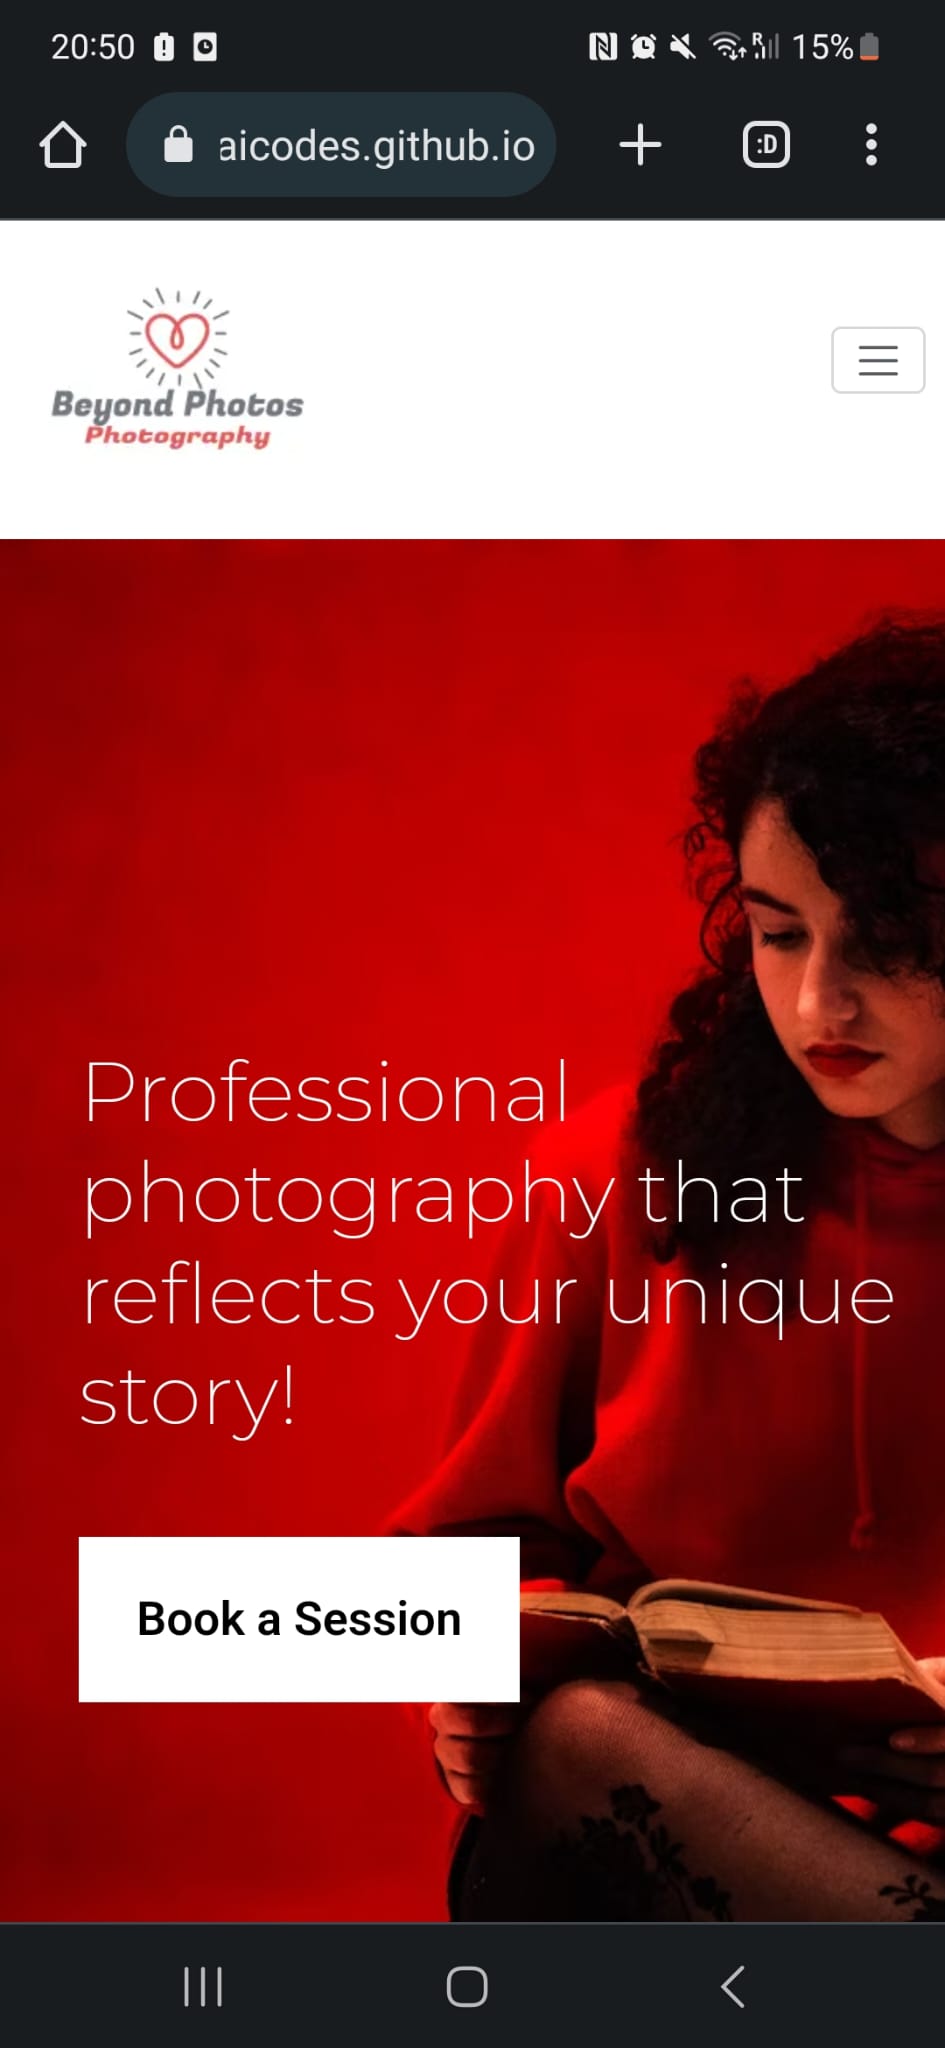 20:50
R
15%
aicodes.github.io
:D
Beyond Photos
Photography
Professional
photography that
reflects your unique
story!
Book a Session